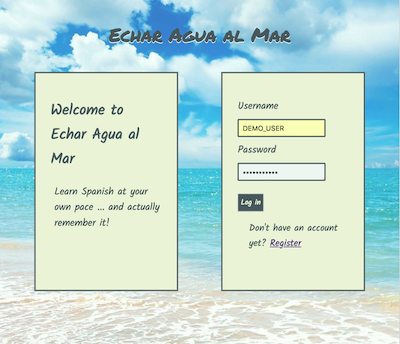 Echar Agua al Mar
Welcome to
Echar Agua al
Mar
Learn Spanish at your
own pace ... and actually
remember it!
Username
DEMO_USER
Password
•••••••••••
Log in
Don't have an account
yet? Register